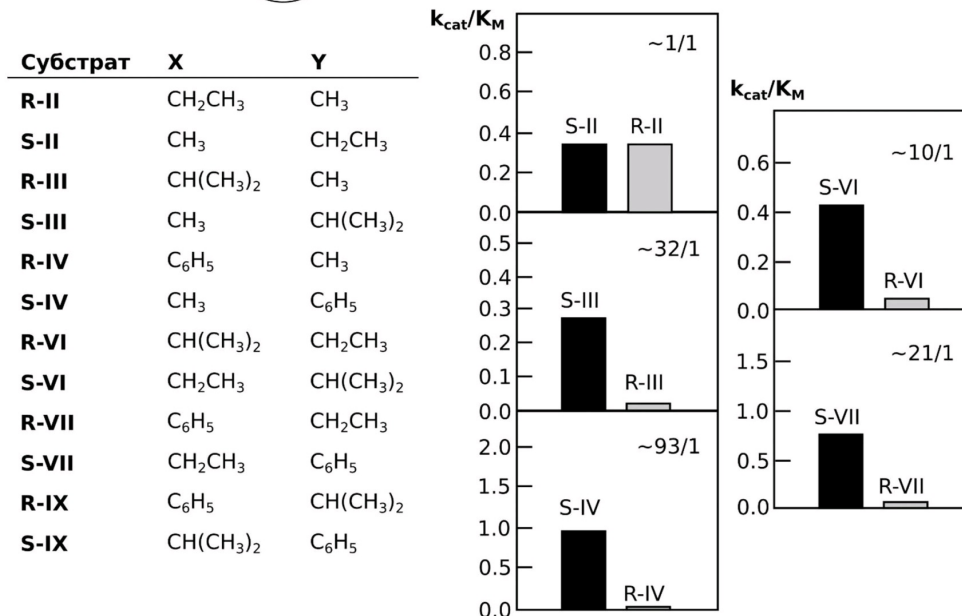 Субстрат X Y
R-II CH₂CH₃ CH₃
S-II CH₃ CH₂CH₃
R-III CH(CH₃)₂ CH₃
S-III CH₃ CH(CH₃)₂
R-IV C₆H₅ CH₃
S-IV CH₃ C₆H₅
R-VI CH(CH₃)₂ CH₂CH₃
S-VI CH₂CH₃ CH(CH₃)₂
R-VII C₆H₅ CH₂CH₃
S-VII CH₂CH₃ C₆H₅
R-IX C₆H₅ CH(CH₃)₂
S-IX CH(CH₃)₂ C₆H₅
k_cat/K_M
~1/1
0.8
0.6
0.4
0.2
0.0
S-II R-II
~32/1
0.5
0.4
0.3
0.2
0.1
0.0
S-III
R-III
~93/1
2.0
1.5
1.0
0.5
0.0
S-IV
R-IV
k_cat/K_M
~10/1
0.6
0.4
0.2
0.0
S-VI
R-VI
~21/1
1.5
1.0
0.5
0.0
S-VII
R-VII